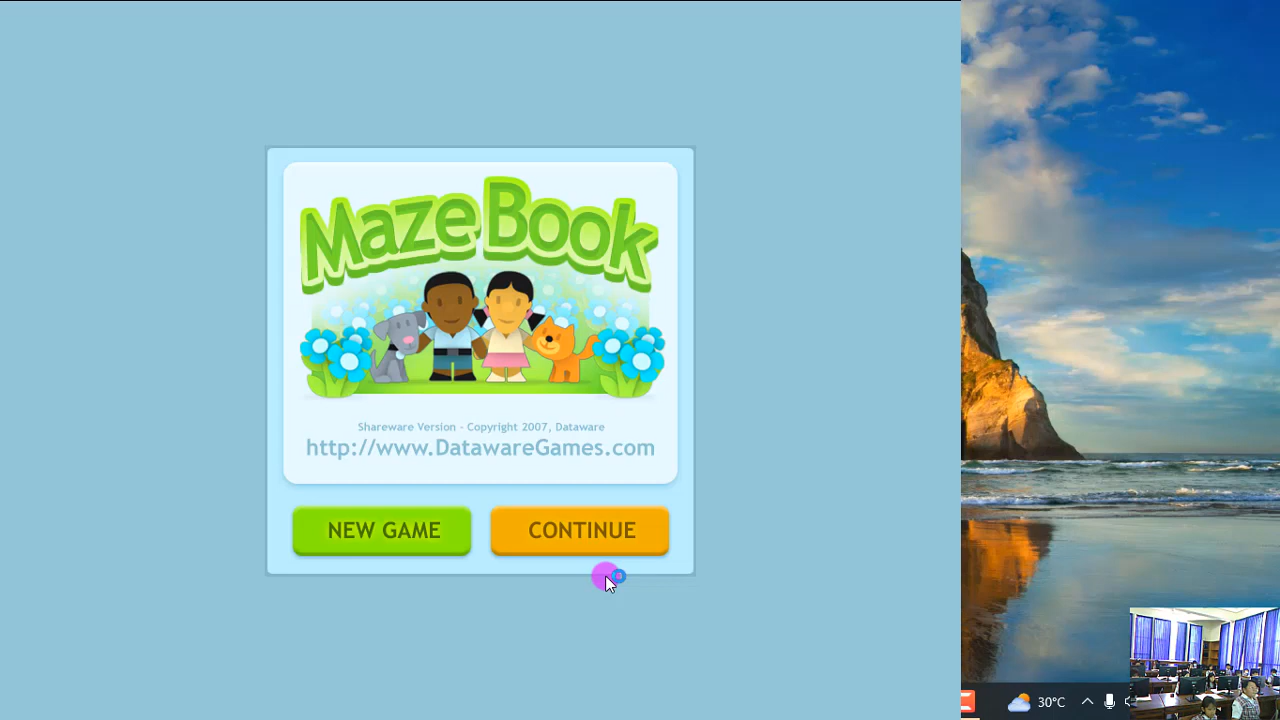 Maze Book
Shareware Version - Copyright 2007, Dataware
http://www.DatawareGames.com
NEW GAME
CONTINUE
30°C